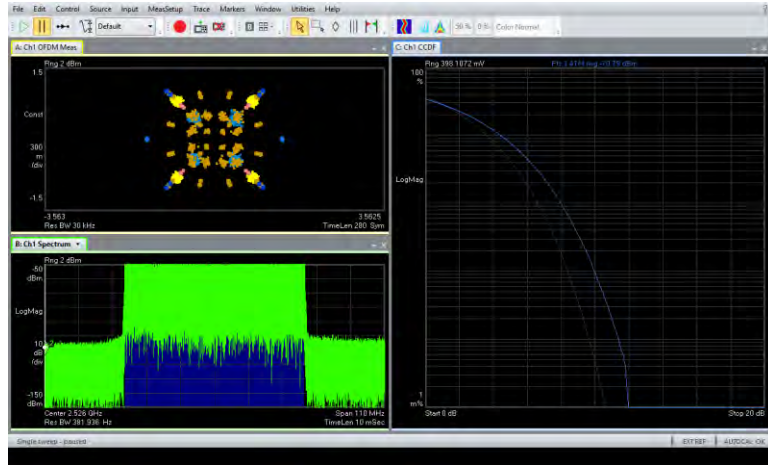 File Edit Control Source Input MeasSetup Trace Markers Window Utilities Help
Default
50 %
Color Normal
A: Ch1 OFDM Meas
Rng 2 dBm
1.5
Const
300
m
/div
-1.5
-3.563
3.5625
Res BW 30 kHz
TimeLen 280 Sym
B: Ch1 Spectrum
Rng 2 dBm
-50
dBm
LogMag
10
dB
/div
-150
dBm
Center 2.526 GHz
Span 110 MHz
Res BW 381.938 Hz
TimeLen 10 mSec
C: Ch1 CCDF
Rng 398.1072 mV
100
%
LogMag
1
m%
Start 0 dB
Stop 20 dB
Single sweep - paused
EXT REF
AUTOCAL: OK